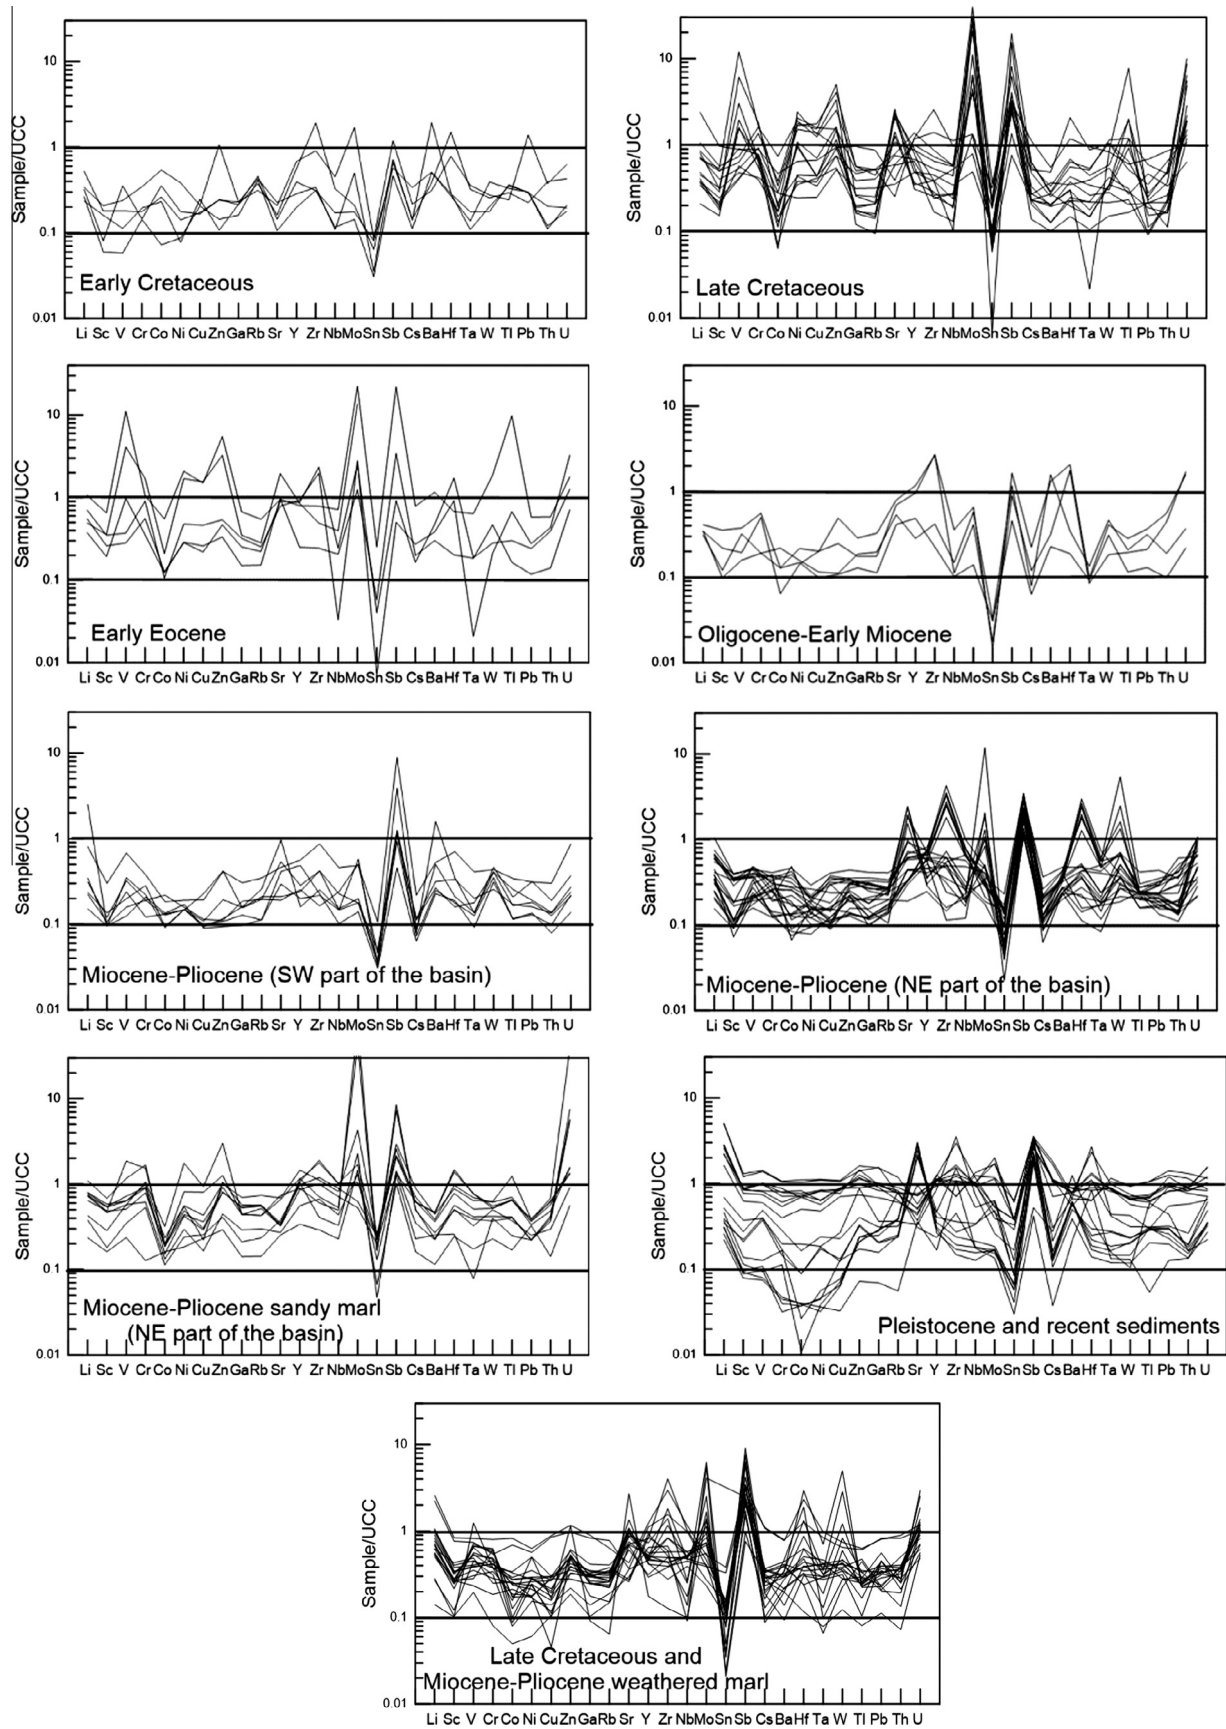 Sample/UCC
10
1
0.1
0.01
Early Cretaceous
Li Sc V Cr Co Ni Cu Zn Ga Rb Sr Y Zr Nb Mo Sn Sb Cs Ba Hf Ta W Tl Pb Th U
Sample/UCC
10
1
0.1
0.01
Late Cretaceous
Li Sc V Cr Co Ni Cu Zn Ga Rb Sr Y Zr Nb Mo Sn Sb Cs Ba Hf Ta W Tl Pb Th U
Sample/UCC
10
1
0.1
0.01
Early Eocene
Li Sc V Cr Co Ni Cu Zn Ga Rb Sr Y Zr Nb Mo Sn Sb Cs Ba Hf Ta W Tl Pb Th U
Sample/UCC
10
1
0.1
0.01
Oligocene-Early Miocene
Li Sc V Cr Co Ni Cu Zn Ga Rb Sr Y Zr Nb Mo Sn Sb Cs Ba Hf Ta W Tl Pb Th U
Sample/UCC
10
1
0.1
0.01
Miocene-Pliocene (SW part of the basin)
Li Sc V Cr Co Ni Cu Zn Ga Rb Sr Y Zr Nb Mo Sn Sb Cs Ba Hf Ta W Tl Pb Th U
Sample/UCC
10
1
0.1
0.01
Miocene-Pliocene (NE part of the basin)
Li Sc V Cr Co Ni Cu Zn Ga Rb Sr Y Zr Nb Mo Sn Sb Cs Ba Hf Ta W Tl Pb Th U
Sample/UCC
10
1
0.1
0.01
Miocene-Pliocene sandy marl
(NE part of the basin)
Li Sc V Cr Co Ni Cu Zn Ga Rb Sr Y Zr Nb Mo Sn Sb Cs Ba Hf Ta W Tl Pb Th U
Sample/UCC
10
1
0.1
0.01
Pleistocene and recent sediments
Li Sc V Cr Co Ni Cu Zn Ga Rb Sr Y Zr Nb Mo Sn Sb Cs Ba Hf Ta W Tl Pb Th U
Sample/UCC
10
1
0.1
0.01
Late Cretaceous and
Miocene-Pliocene weathered marl
Li Sc V Cr Co Ni Cu Zn Ga Rb Sr Y Zr Nb Mo Sb Cs Ba Hf Ta W Tl Pb Th U